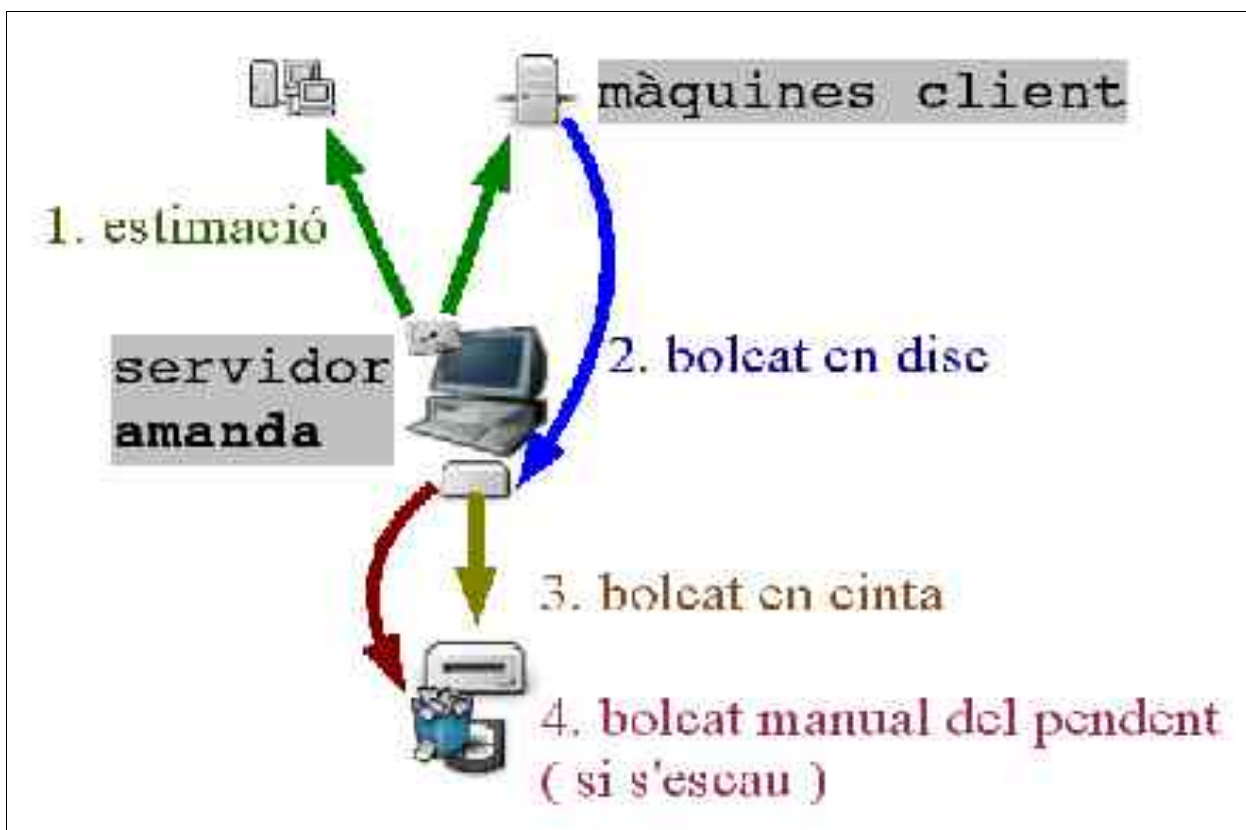 màquines client
1. estimació
servidor
amanda
2. bolcat en disc
3. bolcat en cinta
4. bolcat manual del pendent
( si s'escau )